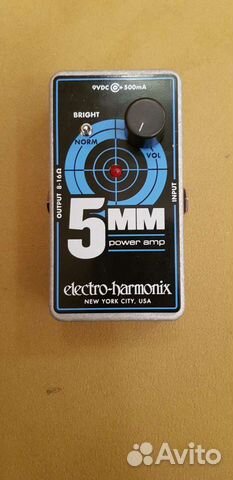 9VDC + 500mA
BRIGHT
NORM
VOL
OUTPUT 8-16Ω
INPUT
5MM
power amp
electro-harmonix
NEW YORK CITY, USA
Avito